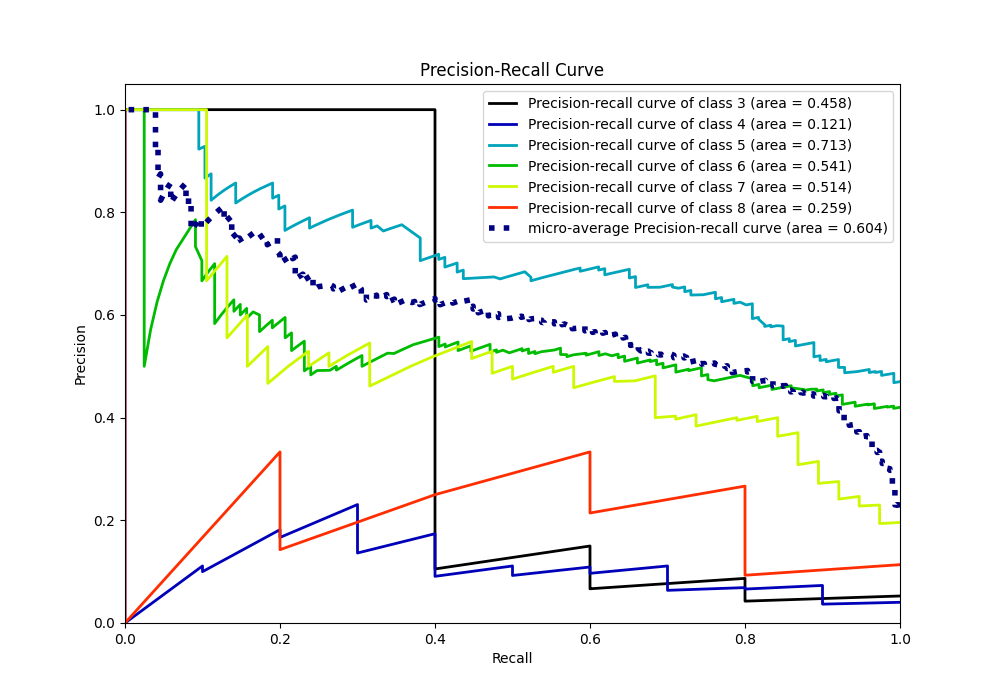 Precision-Recall Curve
Precision-recall curve of class 3 (area = 0.458)
Precision-recall curve of class 4 (area = 0.121)
Precision-recall curve of class 5 (area = 0.713)
Precision-recall curve of class 6 (area = 0.541)
Precision-recall curve of class 7 (area = 0.514)
Precision-recall curve of class 8 (area = 0.259)
micro-average Precision-recall curve (area = 0.604)
Precision
1.0
0.8
0.6
0.4
0.2
0.0
0.0 0.2 0.4 0.6 0.8 1.0
Recall